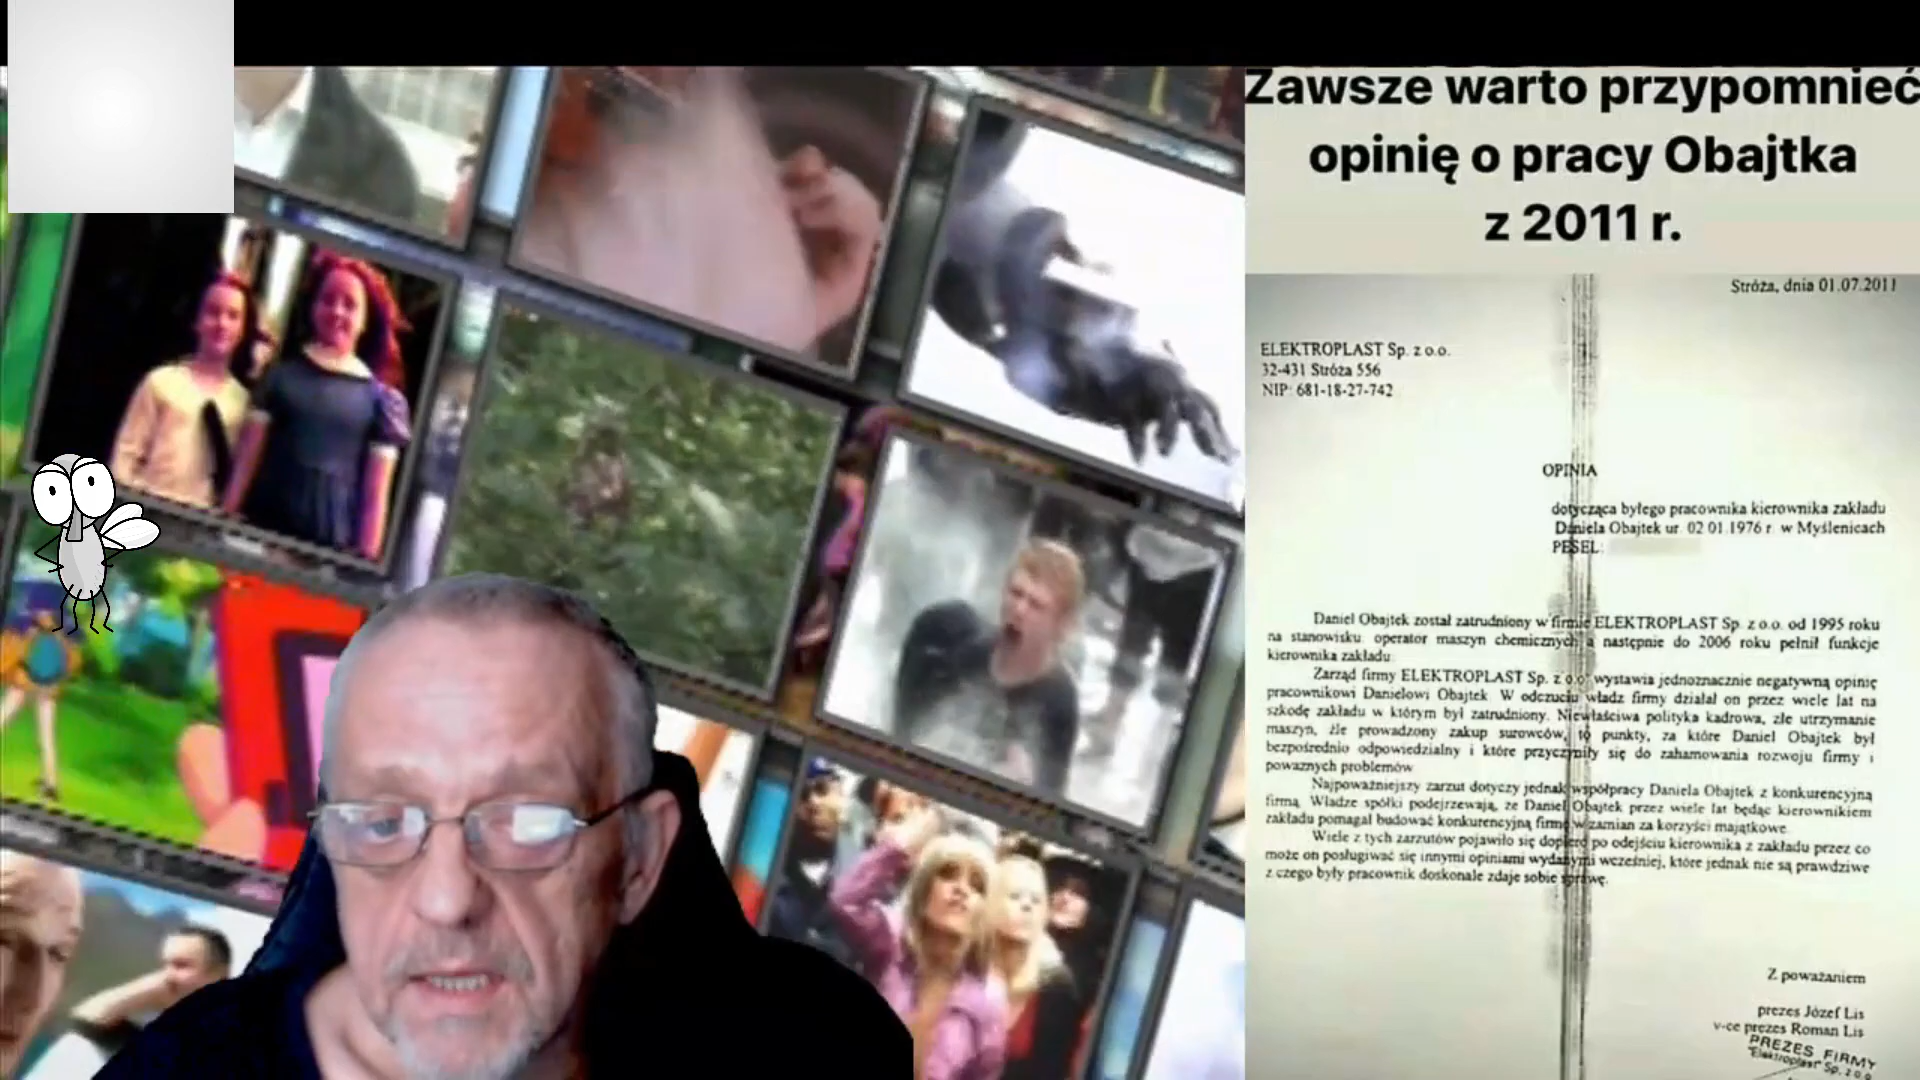 Zawsze warto przypomnieć
opinię o pracy Obajtka
z 2011 r.
Stróża, dnia 01.07.2011
ELEKTROPLAST Sp. z o.o.
32-431 Stróża 556
NIP: 681-18-27-742
OPINIA
dotycząca byłego pracownika kierownika zakładu
Daniela Obajtek ur. 02 01.1976 r. w Myślenicach
PESEL:
Daniel Obajtek został zatrudniony w firmie ELEKTROPLAST Sp. z o.o. od 1995 roku
na stanowisku: operator maszyn chemicznych a następnie do 2006 roku pełnił funkcje
kierownika zakładu.
Zarząd firmy ELEKTROPLAST Sp. z o.o. wystawia jednoznacznie negatywną opinię
pracownikowi Danielowi Obajtek. W odczuciu władz firmy działał on przez wiele lat na
szkodę zakładu w którym był zatrudniony. Niewłaściwa polityka kadrowa, złe utrzymanie
maszyn, źle prowadzony zakup surowców, to punkty, za które Daniel Obajtek był
bezpośrednio odpowiedzialny i które przyczyniły się do zahamowania rozwoju firmy i
poważnych problemów
Najpoważniejszy zarzut dotyczy jednak współpracy Daniela Obajtek z konkurencyjną
firmą. Władze spółki podejrzewają, że Daniel Obajtek przez wiele lat będąc kierownikiem
zakładu pomagał budować konkurencyjną firmę w zamian za korzyści majątkowe.
Wiele z tych zarzutów pojawiło się dopiero po odejściu kierownika z zakładu przez co
może on posługiwać się innymi opiniami wydanymi wcześniej, które jednak nie są prawdziwe
z czego były pracownik doskonale zdaje sobie sprawę.
Z poważaniem
prezes Józef Lis
v-ce prezes Roman Lis
PREZES FIRMY
"Elektroplast" Sp. z o.o.